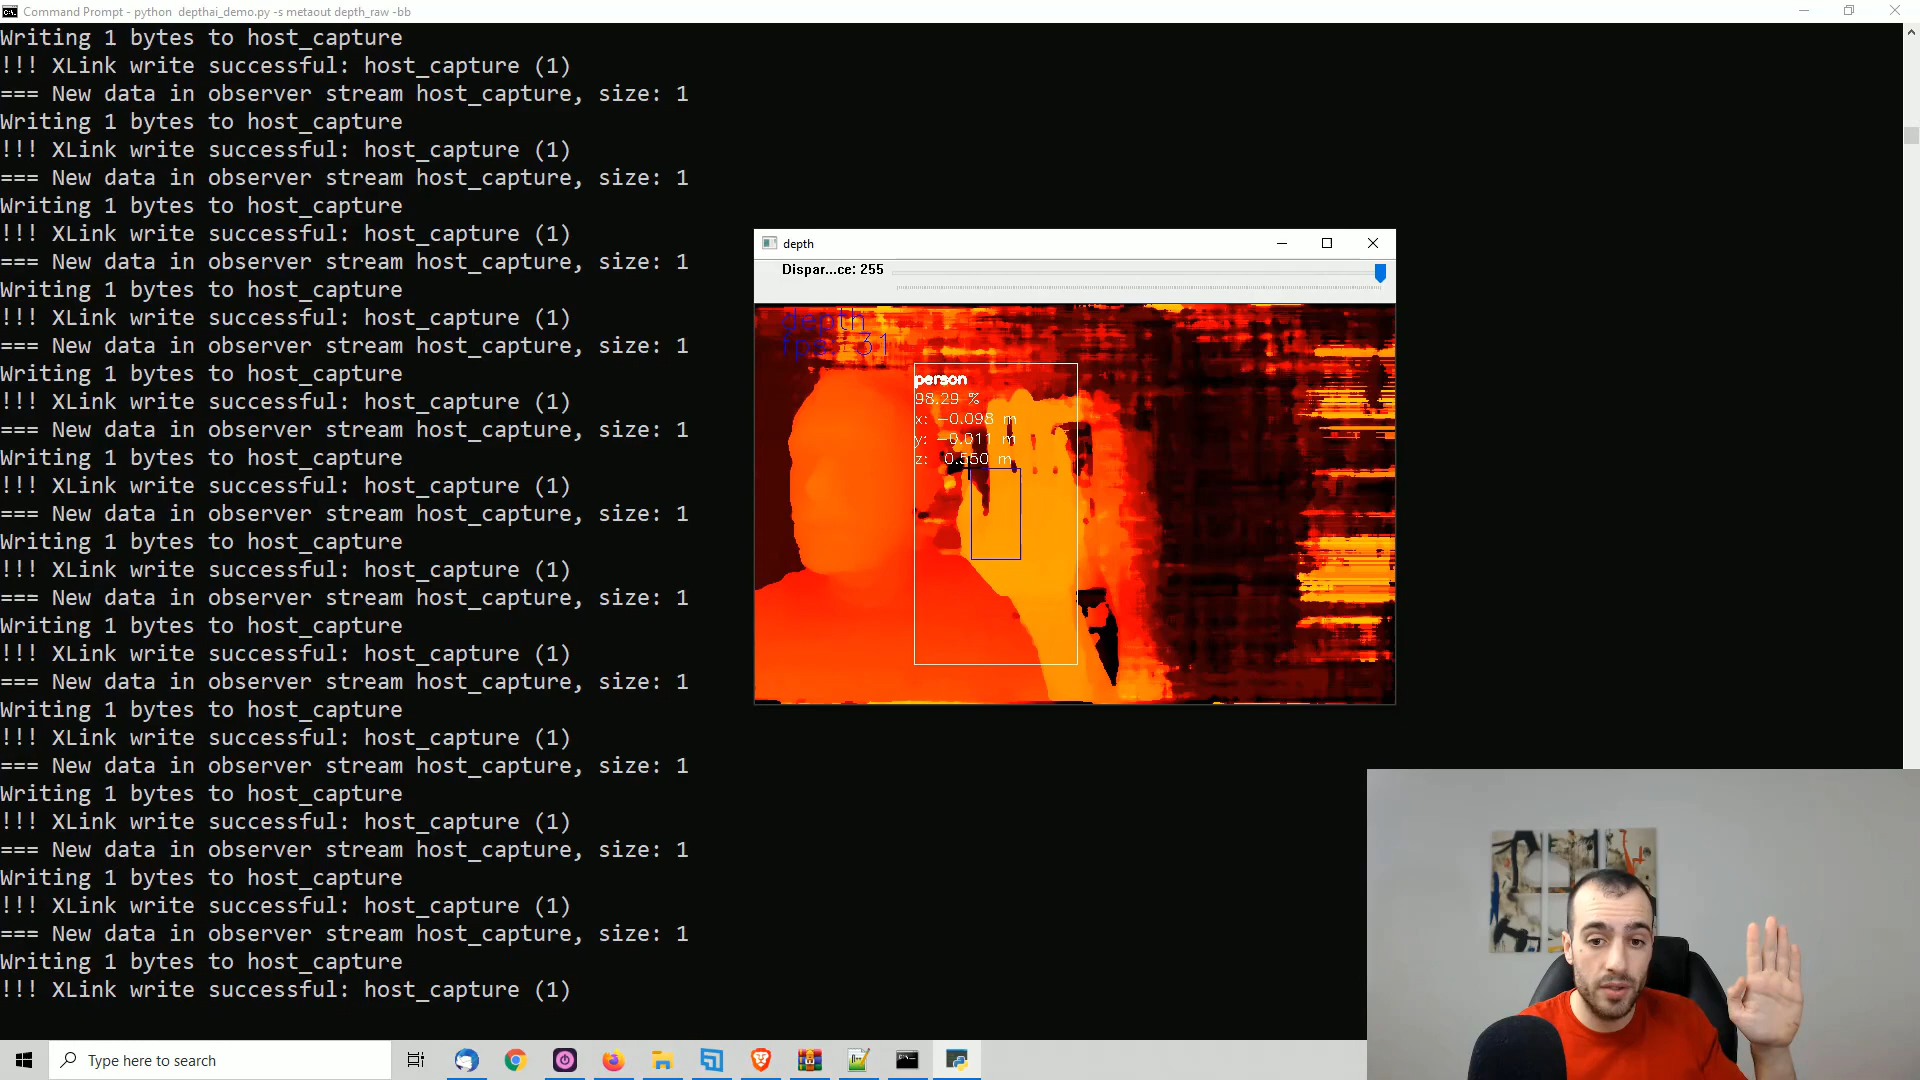 Command Prompt - python  depthai_demo.py -s metaout depth_raw -bb
Writing 1 bytes to host_capture
!!! XLink write successful: host_capture (1)
=== New data in observer stream host_capture, size: 1
Writing 1 bytes to host_capture
!!! XLink write successful: host_capture (1)
=== New data in observer stream host_capture, size: 1
Writing 1 bytes to host_capture
!!! XLink write successful: host_capture (1)
=== New data in observer stream host_capture, size: 1
Writing 1 bytes to host_capture
!!! XLink write successful: host_capture (1)
=== New data in observer stream host_capture, size: 1
Writing 1 bytes to host_capture
!!! XLink write successful: host_capture (1)
=== New data in observer stream host_capture, size: 1
Writing 1 bytes to host_capture
!!! XLink write successful: host_capture (1)
=== New data in observer stream host_capture, size: 1
Writing 1 bytes to host_capture
!!! XLink write successful: host_capture (1)
=== New data in observer stream host_capture, size: 1
Writing 1 bytes to host_capture
!!! XLink write successful: host_capture (1)
=== New data in observer stream host_capture, size: 1
Writing 1 bytes to host_capture
!!! XLink write successful: host_capture (1)
=== New data in observer stream host_capture, size: 1
Writing 1 bytes to host_capture
!!! XLink write successful: host_capture (1)
=== New data in observer stream host_capture, size: 1
Writing 1 bytes to host_capture
!!! XLink write successful: host_capture (1)
=== New data in observer stream host_capture, size: 1
Writing 1 bytes to host_capture
!!! XLink write successful: host_capture (1)
depth
Dispar...ce: 255
depth
fps: 31
person
98.29 %
x: -0.098 m
y: -0.011 m
z: 0.550 m
Type here to search